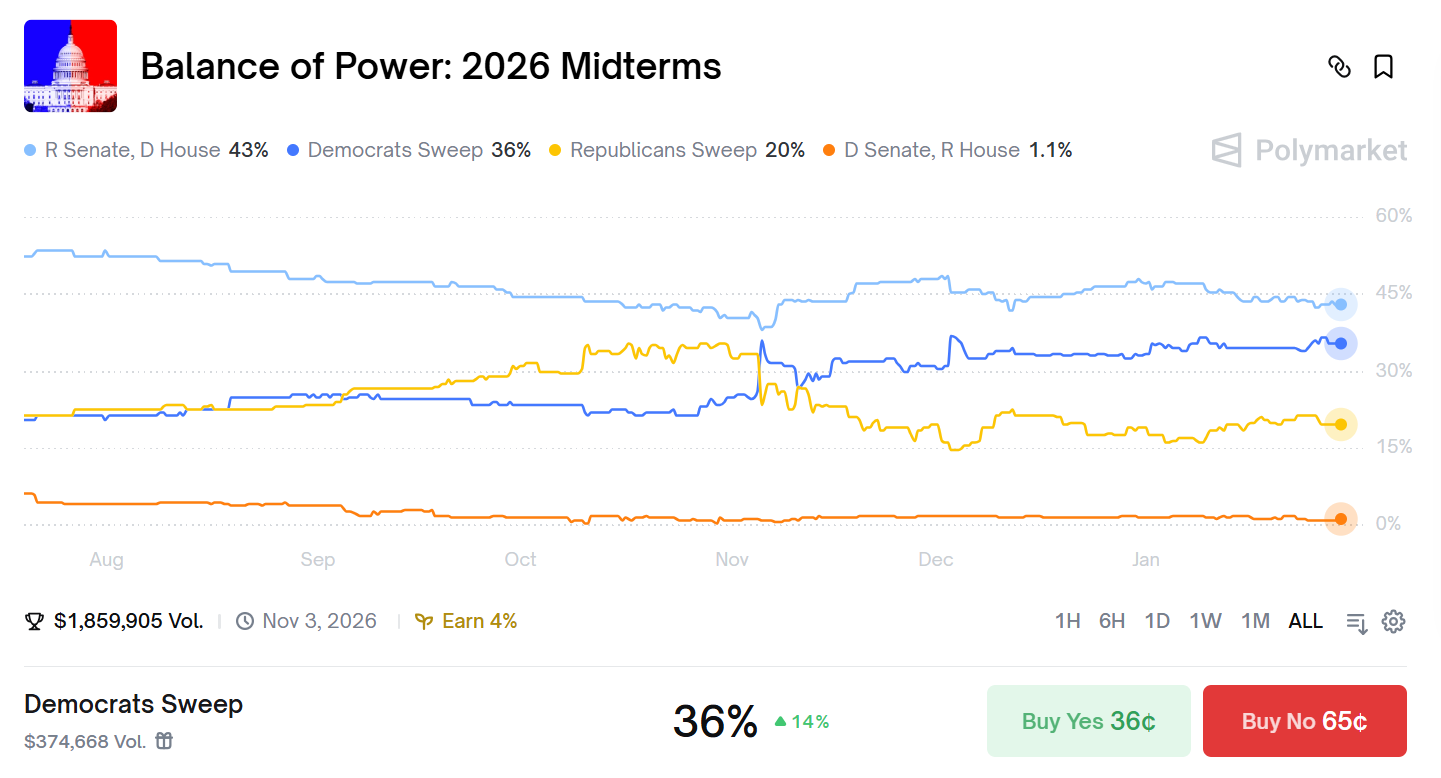 Balance of Power: 2026 Midterms
R Senate, D House 43% Democrats Sweep 36% Republicans Sweep 20% D Senate, R House 1.1%
Polymarket
60%
45%
30%
15%
0%
Aug Sep Oct Nov Dec Jan
$1,859,905 Vol. Nov 3, 2026 Earn 4% 1H 6H 1D 1W 1M ALL
Democrats Sweep
$374,668 Vol.
36% 14%
Buy Yes 36¢ Buy No 65¢